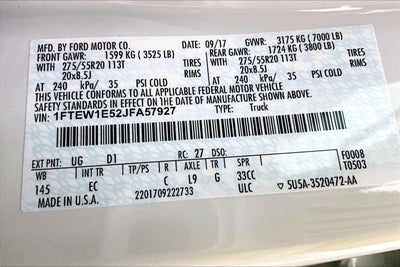 MFD. BY FORD MOTOR CO. DATE: 09/17 GVWR: 3175 KG (7000 LB)
FRONT GAWR: 1599 KG (3525 LB) REAR GAWR: 1724 KG (3800 LB)
WITH 275/55R20 113T WITH 275/55R20 113T TIRES
20x8.5J 20x8.5J RIMS
AT 240 kPa/ 35 PSI COLD AT 240 kPa/ 35 PSI COLD
THIS VEHICLE CONFORMS TO ALL APPLICABLE FEDERAL MOTOR VEHICLE
SAFETY STANDARDS IN EFFECT ON THE DATE OF MANUFACTURE SHOWN ABOVE.
VIN: 1FTEW1E52JFA57927 TYPE: Truck
EXT PNT: UG D1 RC: 27 DSO: F0008
T0503
WB INT TR TP/PS R AXLE TR SPR
145 EC C L9 G 33CC
MADE IN U.S.A. 2201709222733 ULC 5U5A-3520472-AA